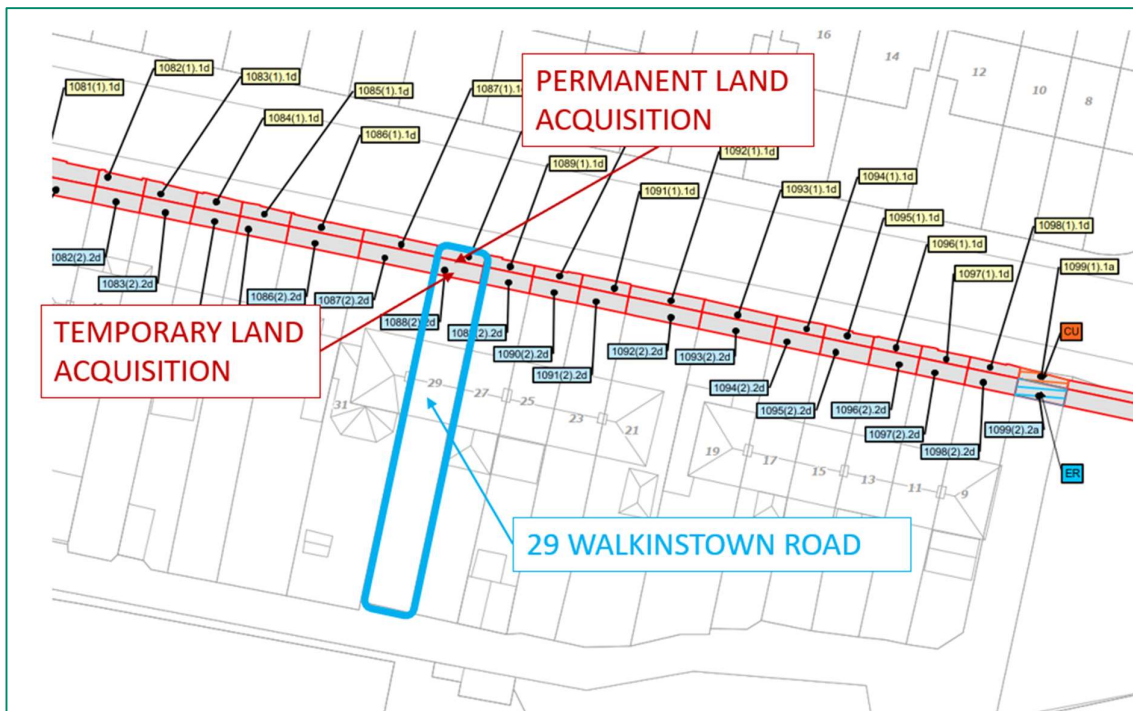 16
14
12
10
8
1082(1).1d
1083(1).1d
1081(1).1d
1085(1).1d
1087(1).1d
1084(1).1d
1086(1).1d
PERMANENT LAND
ACQUISITION
1089(1).1d
1092(1).1d
1091(1).1d
1093(1).1d
1094(1).1d
1095(1).1d
1096(1).1d
1097(1).1d
1098(1).1d
1099(1).1a
CU
1082(2).2d
1083(2).2d
1086(2).2d
1087(2).2d
1088(2).2d
1090(2).2d
1091(2).2d
1092(2).2d
1093(2).2d
1094(2).2d
1095(2).2d
1096(2).2d
1097(2).2d
1098(2).2d
1099(2).2a
ER
TEMPORARY LAND
ACQUISITION
31
29
27
25
23
21
19
17
15
13
11
9
29 WALKINSTOWN ROAD